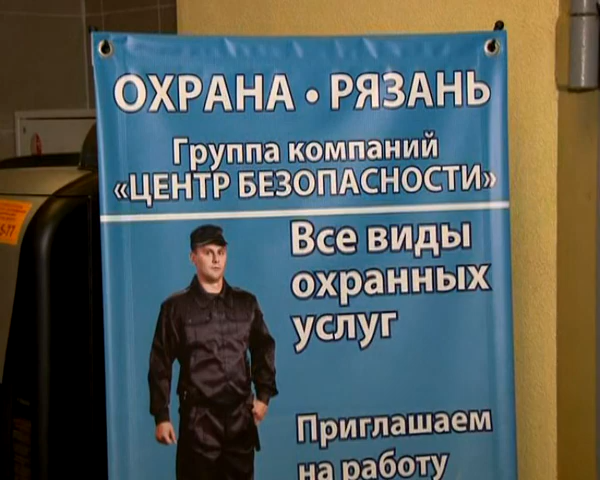 ОХРАНА • РЯЗАНЬ
Группа компаний
«ЦЕНТР БЕЗОПАСНОСТИ»
Все виды
охранных
услуг
Приглашаем
на работу